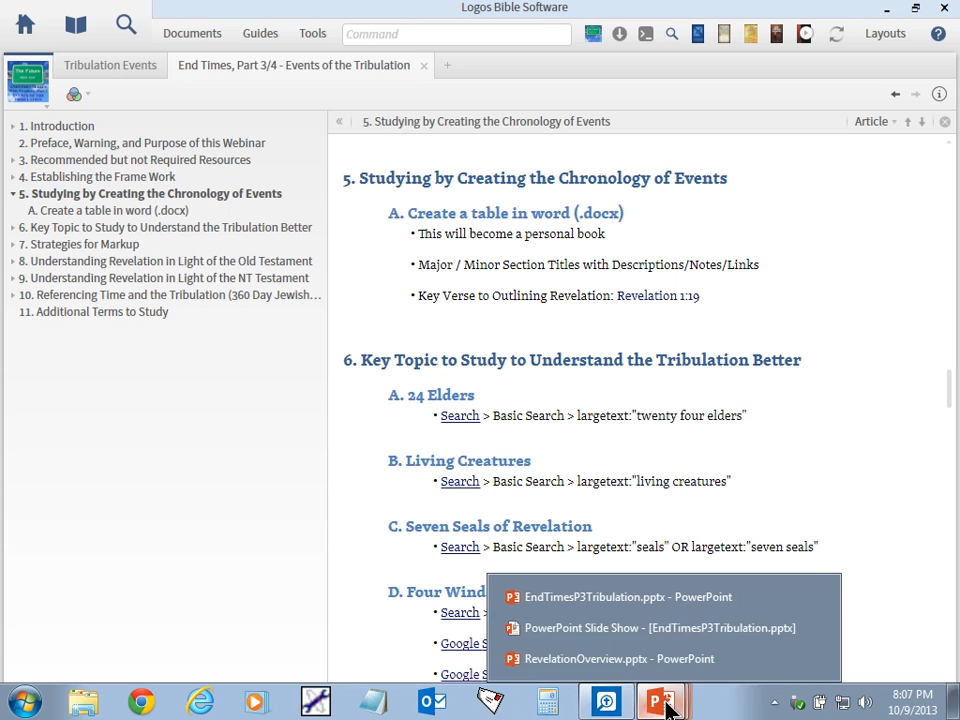 Logos Bible Software
Documents
Guides
Tools
Command
Layouts
Tribulation Events
End Times, Part 3/4 - Events of the Tribulation
5. Studying by Creating the Chronology of Events
Article
1. Introduction
2. Preface, Warning, and Purpose of this Webinar
3. Recommended but not Required Resources
4. Establishing the Frame Work
5. Studying by Creating the Chronology of Events
A. Create a table in word (.docx)
6. Key Topic to Study to Understand the Tribulation Better
7. Strategies for Markup
8. Understanding Revelation in Light of the Old Testament
9. Understanding Revelation in Light of the NT Testament
10. Referencing Time and the Tribulation (360 Day Jewish...
11. Additional Terms to Study
5. Studying by Creating the Chronology of Events
A. Create a table in word (.docx)
• This will become a personal book
• Major / Minor Section Titles with Descriptions/Notes/Links
• Key Verse to Outlining Revelation: Revelation 1:19
6. Key Topic to Study to Understand the Tribulation Better
A. 24 Elders
• Search > Basic Search > largetext:"twenty four elders"
B. Living Creatures
• Search > Basic Search > largetext:"living creatures"
C. Seven Seals of Revelation
• Search > Basic Search > largetext:"seals" OR largetext:"seven seals"
D. Four Wind
• Search >
• Google S
• Google S
EndTimesP3Tribulation.pptx - PowerPoint
PowerPoint Slide Show - [EndTimesP3Tribulation.pptx]
RevelationOverview.pptx - PowerPoint
8:07 PM
10/9/2013